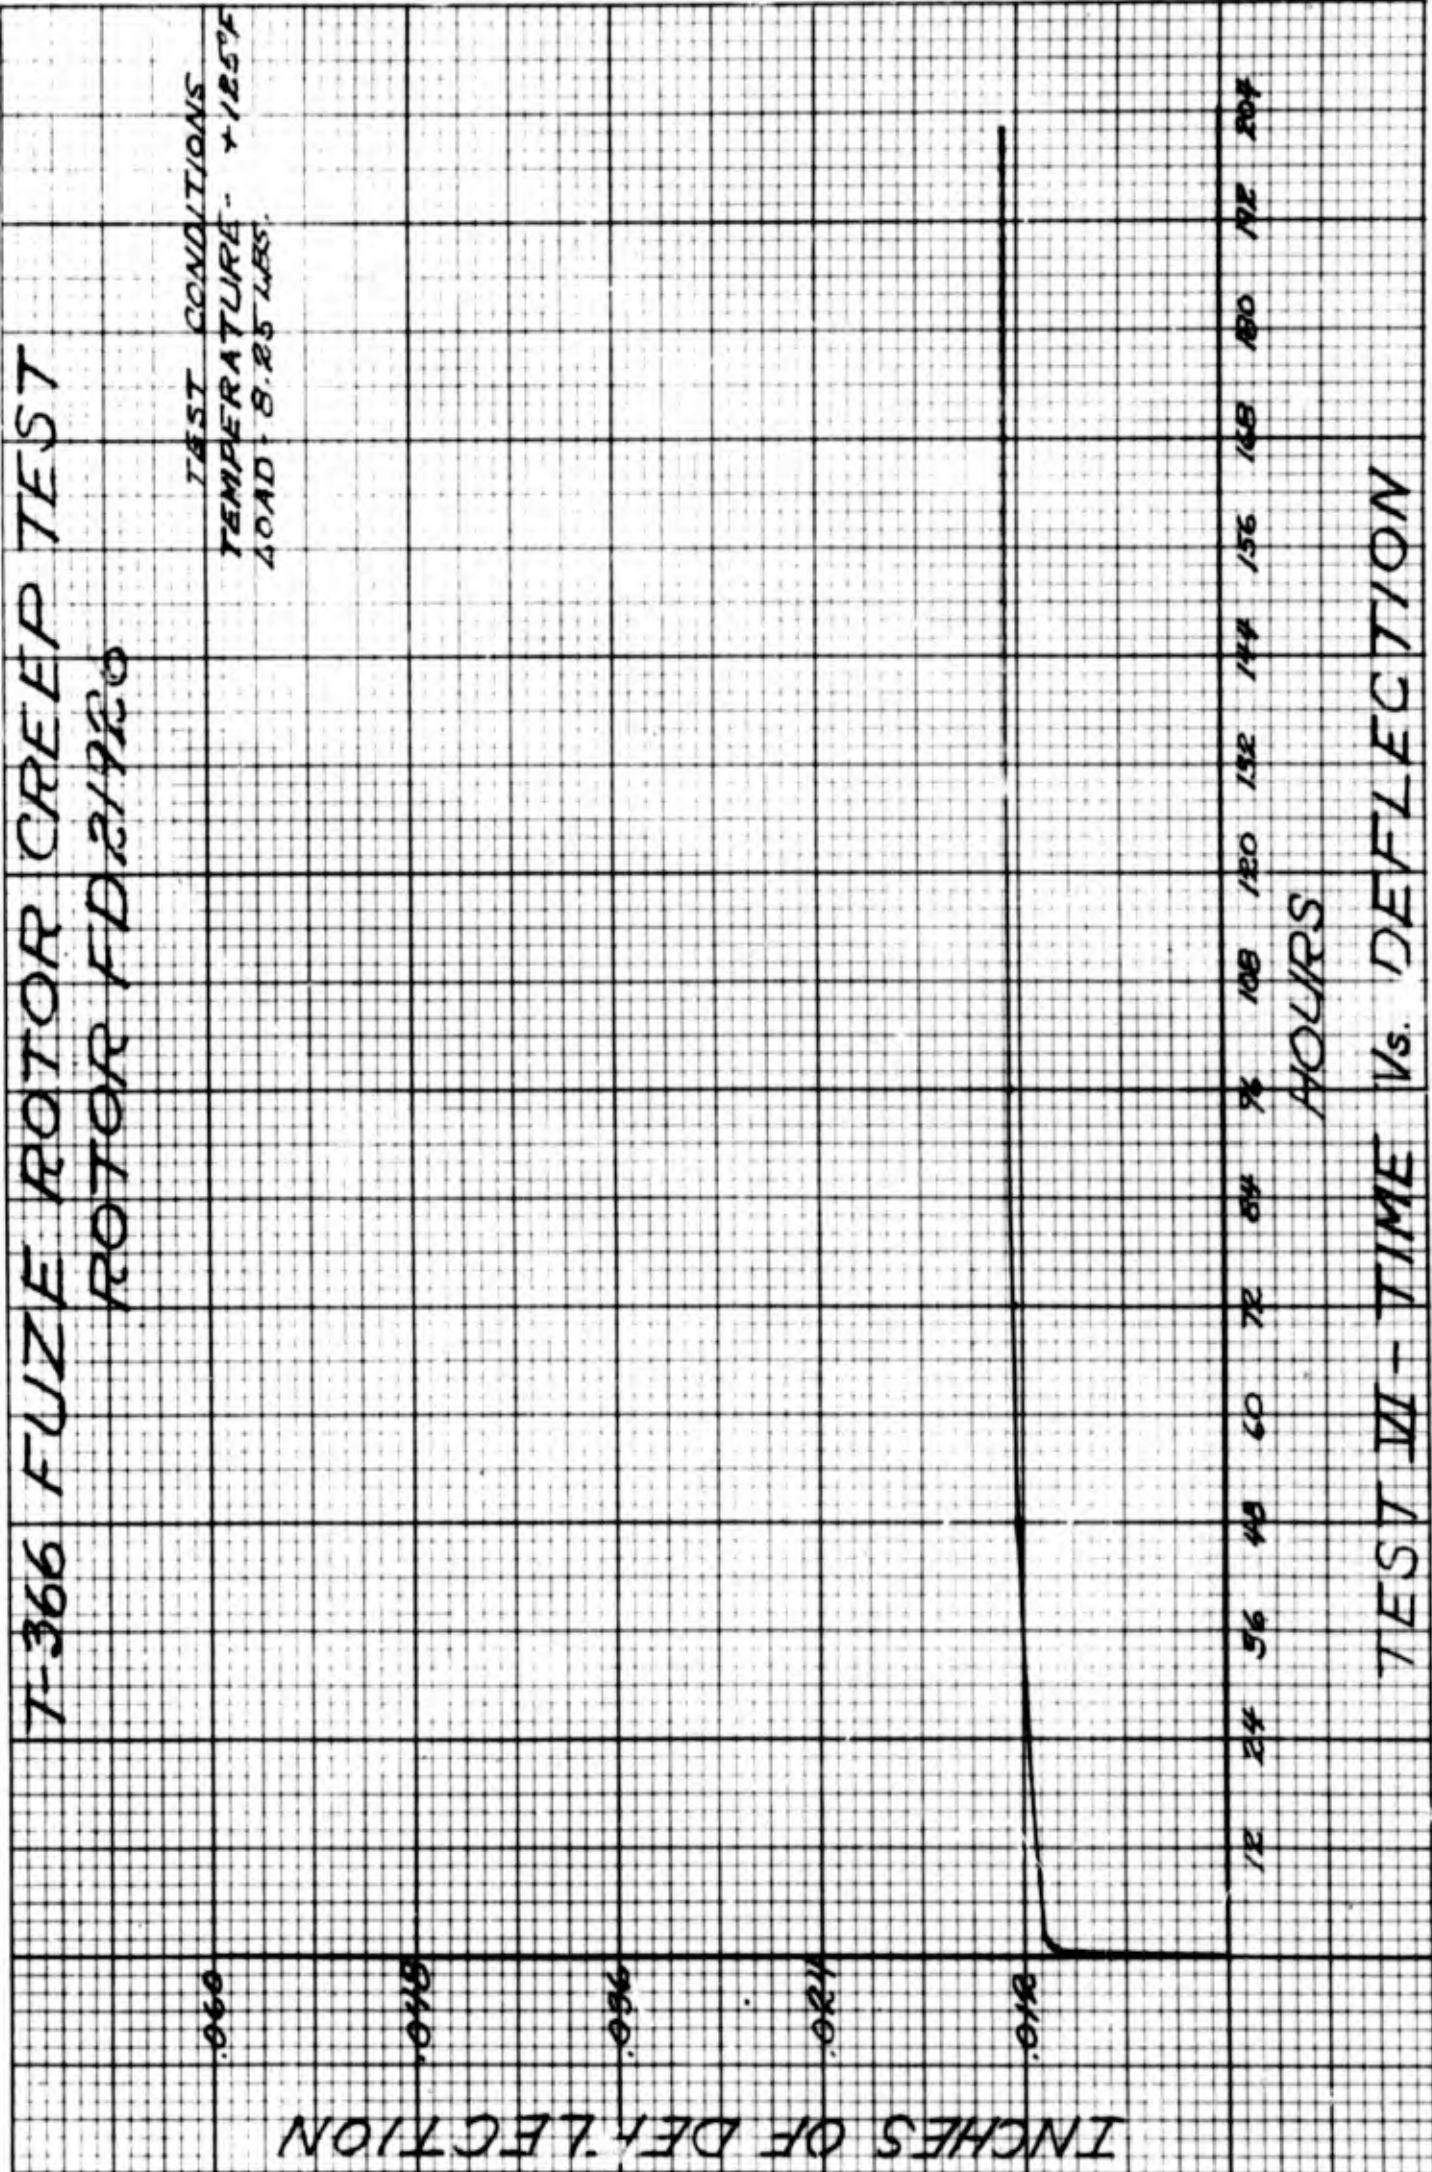 T-366 FUZE ROTOR CREEP TEST
ROTOR FD21920
TEST CONDITIONS
TEMPERATURE - +125°F
LOAD - 8.25 LBS.
INCHES OF DEFLECTION
.060
.048
.036
.024
.012
12 24 36 48 60 72 84 96 108 120 132 144 156 168 180 192 204
HOURS
TEST VI - TIME Vs. DEFLECTION